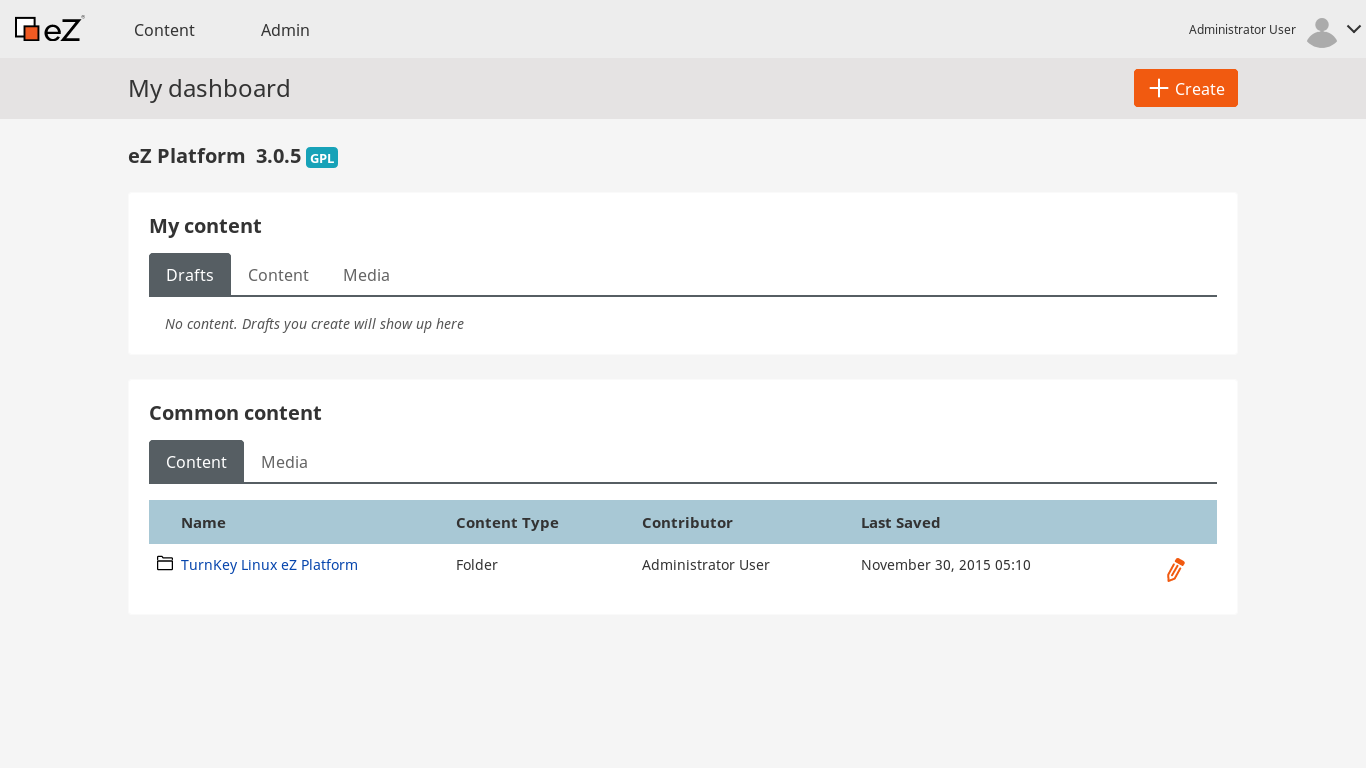 eZ® Content Admin Administrator User
My dashboard Create
eZ Platform 3.0.5 GPL
My content
Drafts Content Media
No content. Drafts you create will show up here
Common content
Content Media
Name Content Type Contributor Last Saved
TurnKey Linux eZ Platform Folder Administrator User November 30, 2015 05:10